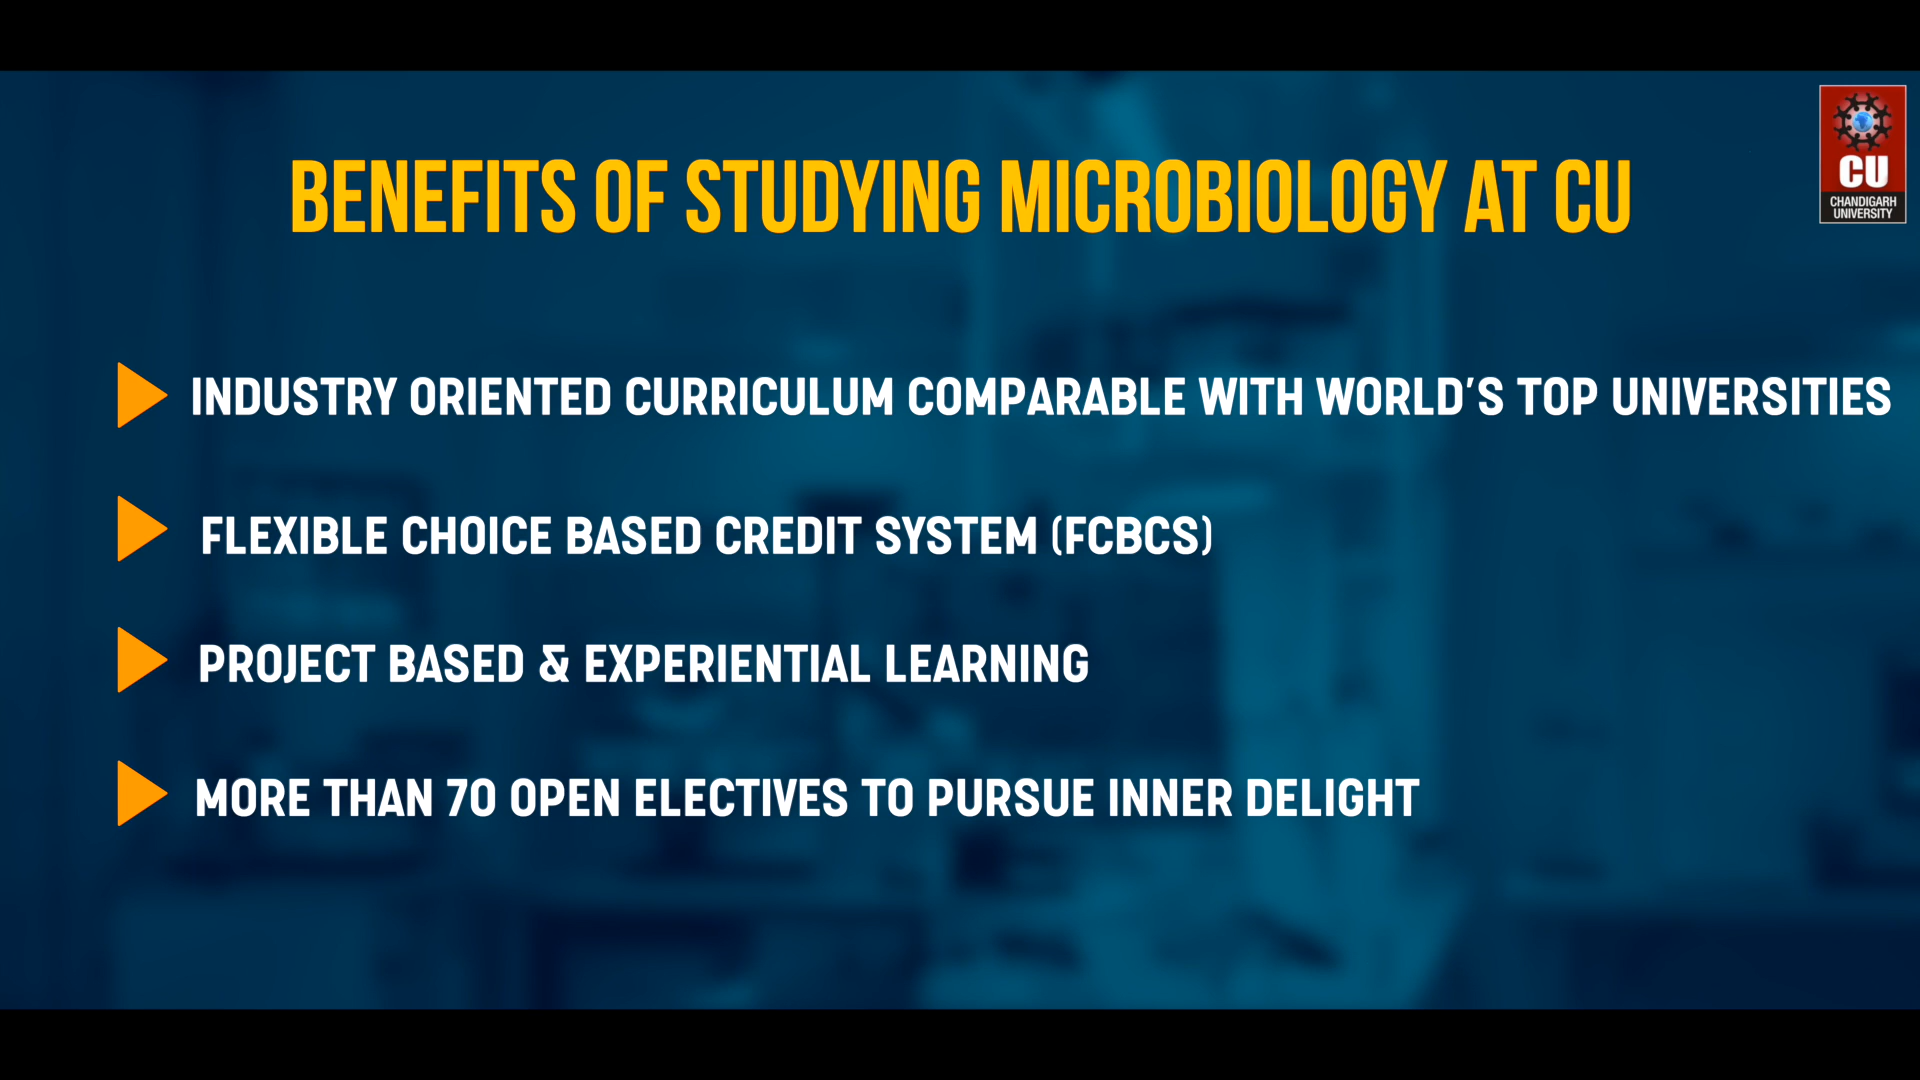 BENEFITS OF STUDYING MICROBIOLOGY AT CU
CU
CHANDIGARH
UNIVERSITY
INDUSTRY ORIENTED CURRICULUM COMPARABLE WITH WORLD'S TOP UNIVERSITIES
FLEXIBLE CHOICE BASED CREDIT SYSTEM (FCBCS)
PROJECT BASED & EXPERIENTIAL LEARNING
MORE THAN 70 OPEN ELECTIVES TO PURSUE INNER DELIGHT